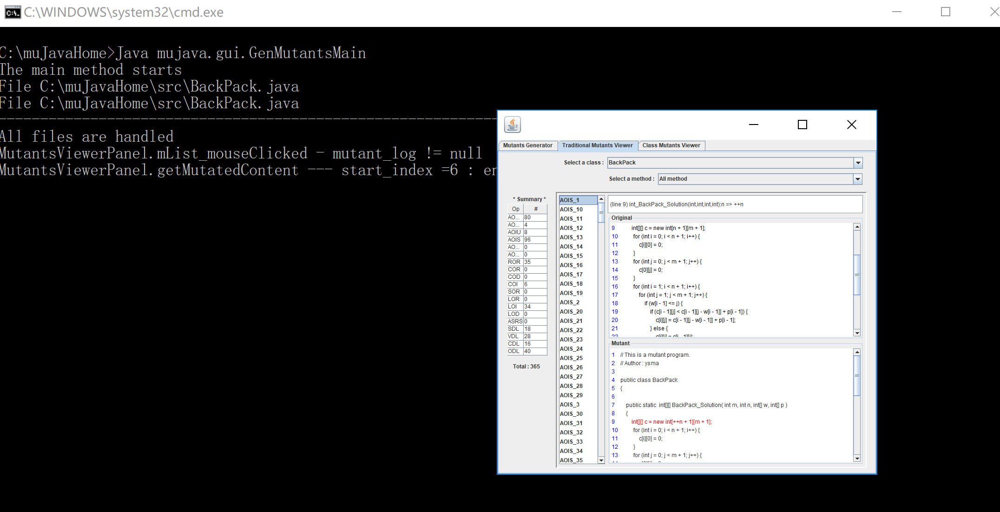 C:\WINDOWS\system32\cmd.exe
C:\muJavaHome>Java mujava.gui.GenMutantsMain
The main method starts
File C:\muJavaHome\src\BackPack.java
File C:\muJavaHome\src\BackPack.java
All files are handled
MutantsViewerPanel.mList_mouseClicked - mutant_log != null
MutantsViewerPanel.getMutatedContent --- start_index =6 : en
Mutants Generator
Traditional Mutants Viewer
Class Mutants Viewer
Select a class : BackPack
Select a method : All method
* Summary *
Op #
AO... 80
AO... 4
AOIU 8
AOIS 96
AO... 0
AO... 0
ROR 35
COR 0
COD 0
COI 6
SOR 0
LOR 0
LOI 34
LOD 0
ASRS 0
SDL 18
VDL 28
CDL 16
ODL 40
Total : 365
AOIS_1
AOIS_10
AOIS_11
AOIS_12
AOIS_13
AOIS_14
AOIS_15
AOIS_16
AOIS_17
AOIS_18
AOIS_19
AOIS_2
AOIS_20
AOIS_21
AOIS_22
AOIS_23
AOIS_24
AOIS_25
AOIS_26
AOIS_27
AOIS_28
AOIS_29
AOIS_3
AOIS_30
AOIS_31
AOIS_32
AOIS_33
AOIS_34
AOIS_35
(line 9) int_BackPack_Solution(int,int,int,int):n => ++n
Original
9 int[][] c = new int[n + 1][m + 1];
10 for (int i = 0; i < n + 1; i++) {
11 c[i][0] = 0;
12 }
13 for (int j = 0; j < m + 1; j++) {
14 c[0][j] = 0;
15 }
16 for (int i = 1; i < n + 1; i++) {
17 for (int j = 1; j < m + 1; j++) {
18 if (w[i - 1] <= j) {
19 if (c[i - 1][j] < c[i - 1][j - w[i - 1]] + p[i - 1]) {
20 c[i][j] = c[i - 1][j - w[i - 1]] + p[i - 1];
21 } else {
22 c[i][j] = c[i - 1][j];
Mutant
1 // This is a mutant program.
2 // Author : ysma
3
4 public class BackPack
5 {
6
7 public static int[][] BackPack_Solution( int m, int n, int[] w, int[] p )
8 {
9 int[][] c = new int[++n + 1][m + 1];
10 for (int i = 0; i < n + 1; i++) {
11 c[i][0] = 0;
12 }
13 for (int j = 0; j < m + 1; j++) {